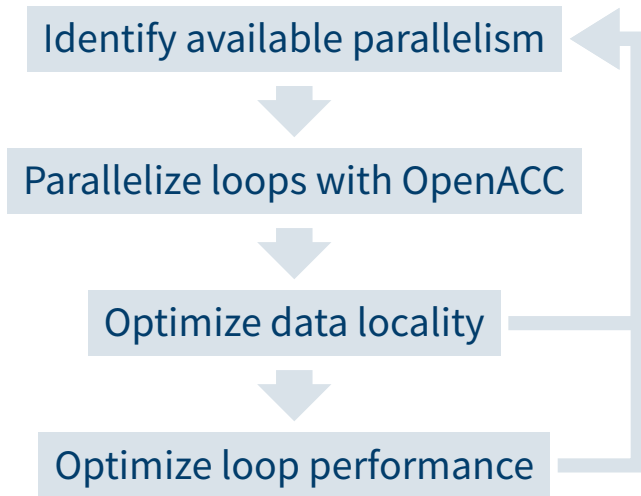 Identify available parallelism
Parallelize loops with OpenACC
Optimize data locality
Optimize loop performance